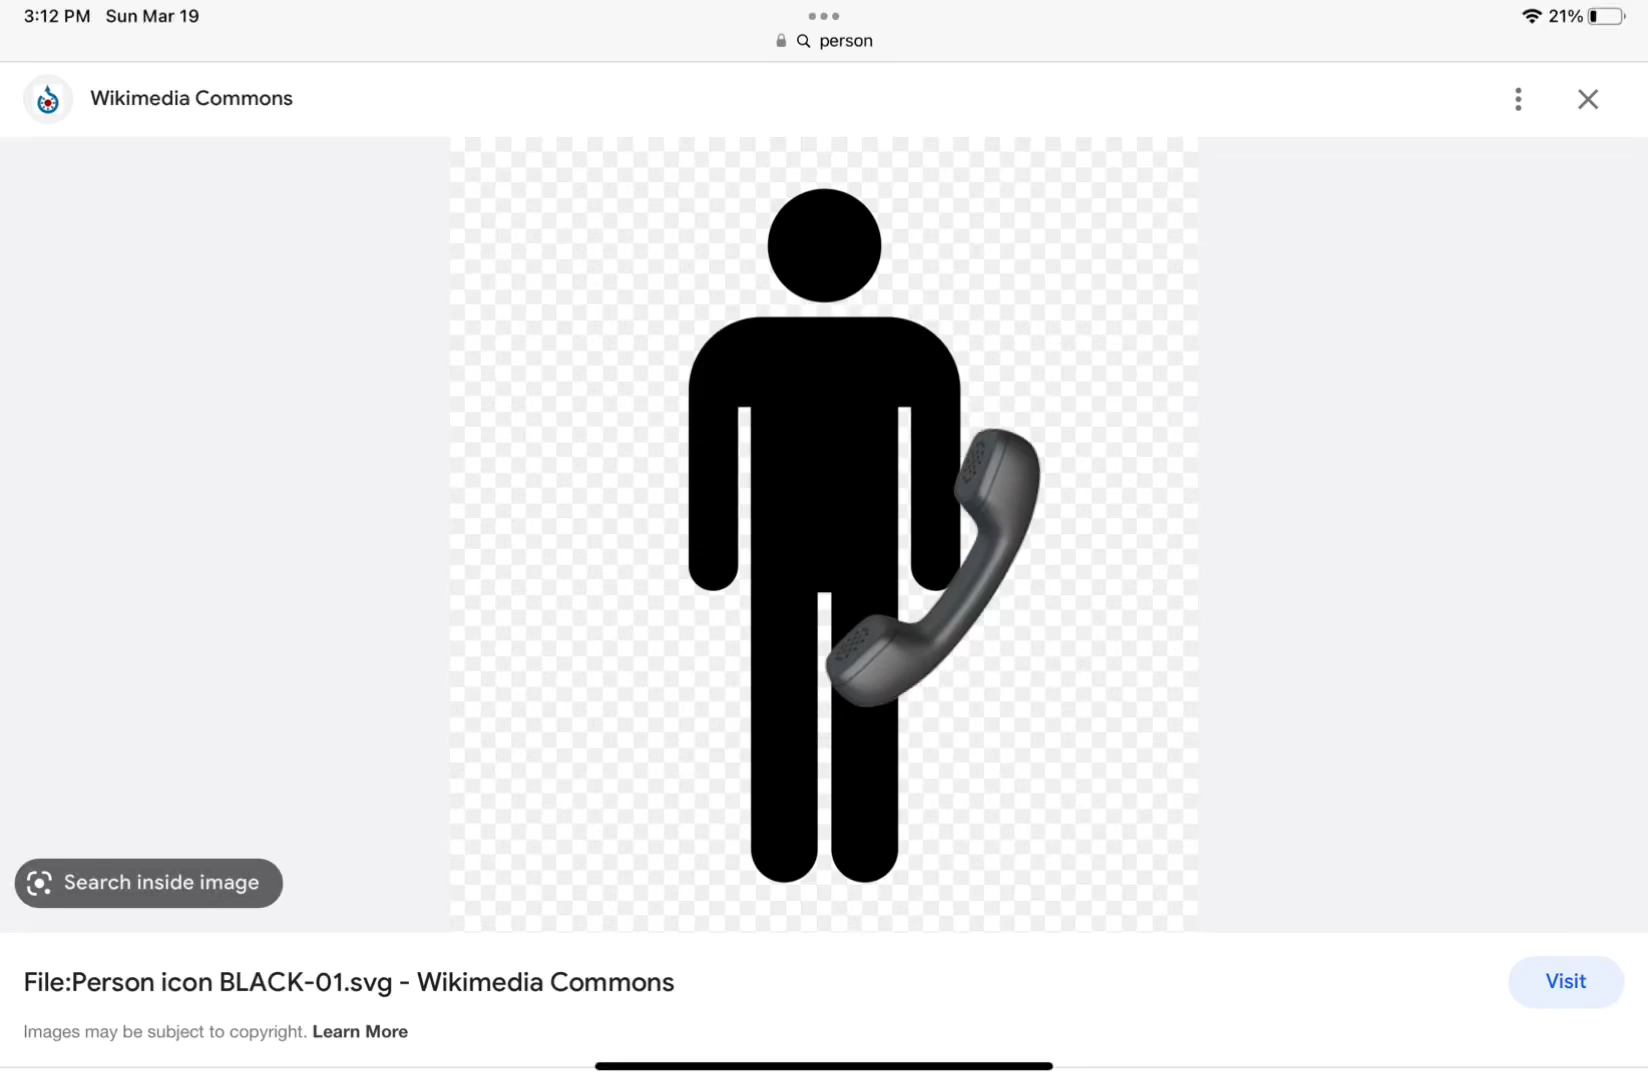 3:12 PM Sun Mar 19
21%
person
Wikimedia Commons
Search inside image
File:Person icon BLACK-01.svg - Wikimedia Commons
Visit
Images may be subject to copyright. Learn More